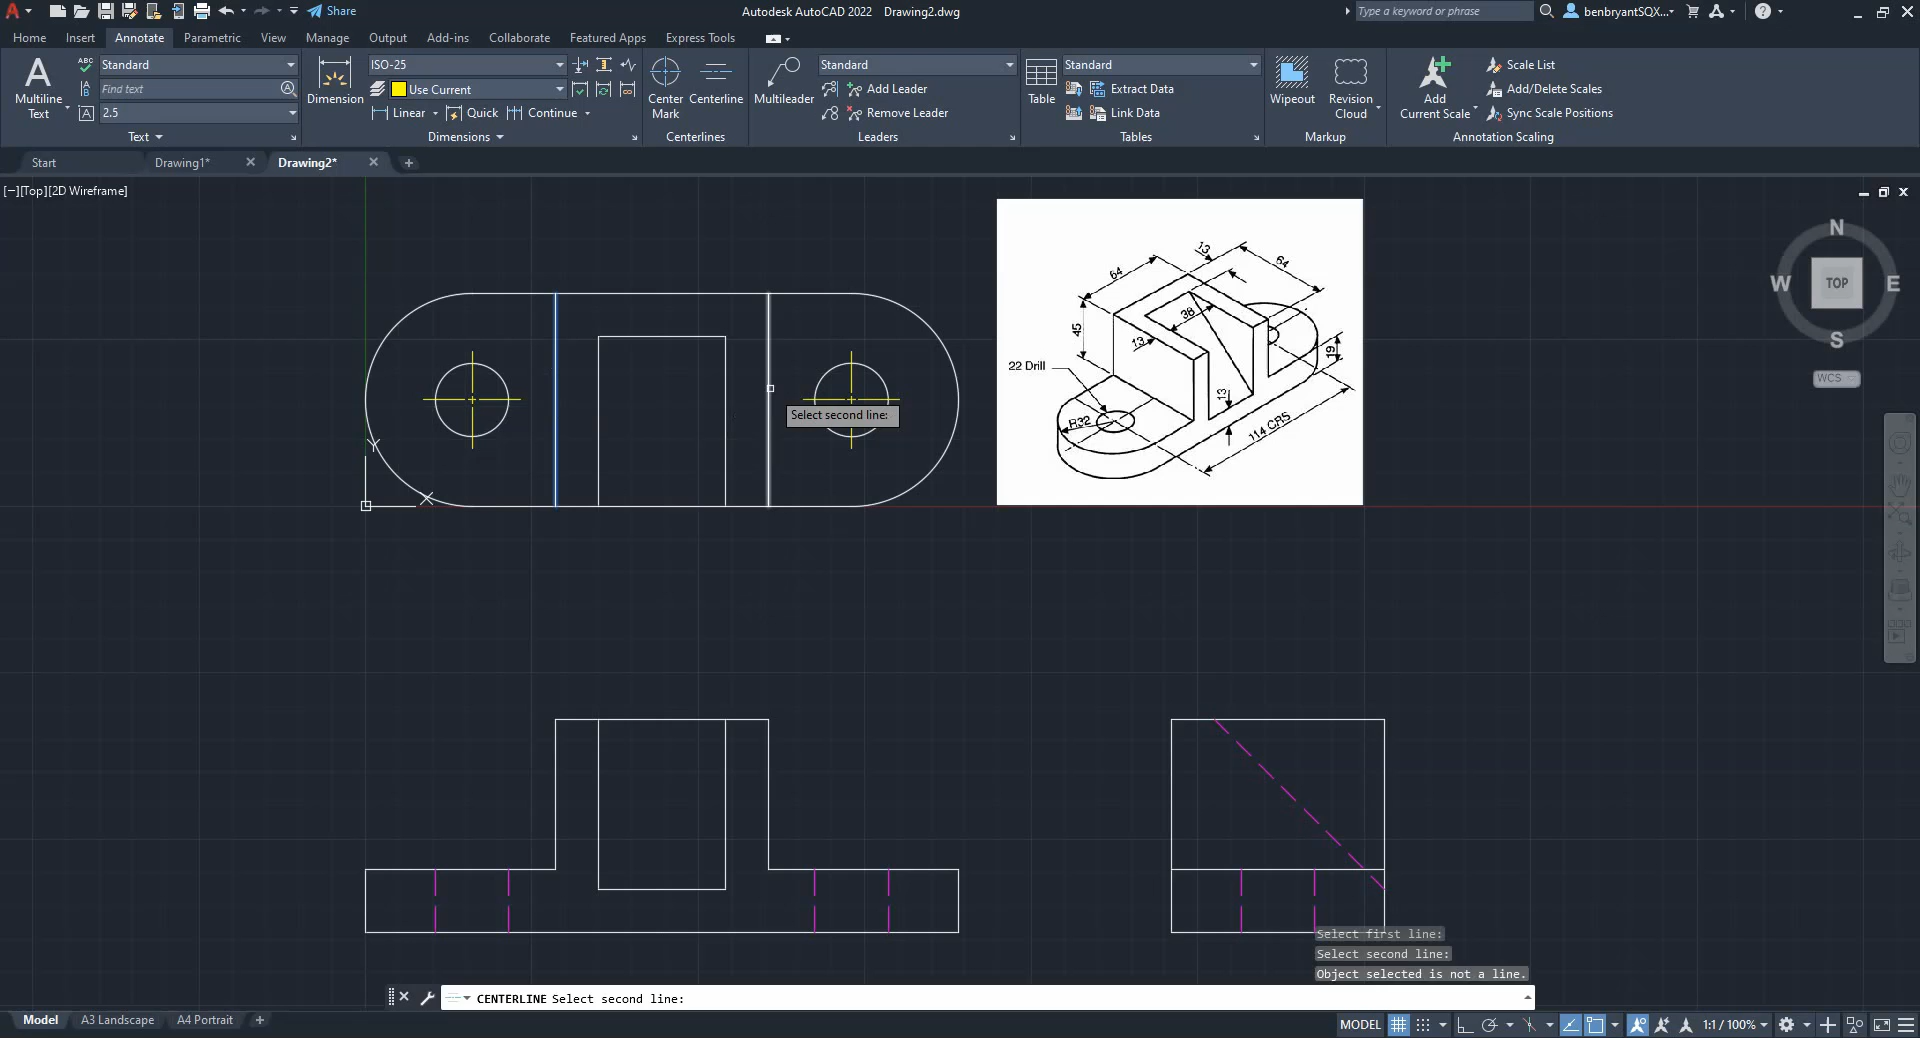 Share
Autodesk AutoCAD 2022 Drawing2.dwg
Type a keyword or phrase
benbryantSQX...
Home Insert Annotate Parametric View Manage Output Add-ins Collaborate Featured Apps Express Tools
Multiline Text
Standard
Find text
2.5
Text
Dimension
ISO-25
Use Current
Linear Quick Continue
Dimensions
Center Mark
Centerline
Centerlines
Multileader
Standard
Add Leader
Remove Leader
Leaders
Table
Standard
Extract Data
Link Data
Tables
Wipeout
Revision Cloud
Markup
Add Current Scale
Scale List
Add/Delete Scales
Sync Scale Positions
Annotation Scaling
Start Drawing1* Drawing2*
[−][Top][2D Wireframe]
N
W TOP E
S
WCS
13
64 64
45
38
13
22 Drill
19
13
R32
114 CRS
Select second line:
Y
X
Select first line:
Select second line:
Object selected is not a line.
CENTERLINE Select second line:
Model A3 Landscape A4 Portrait
MODEL 1:1 / 100%